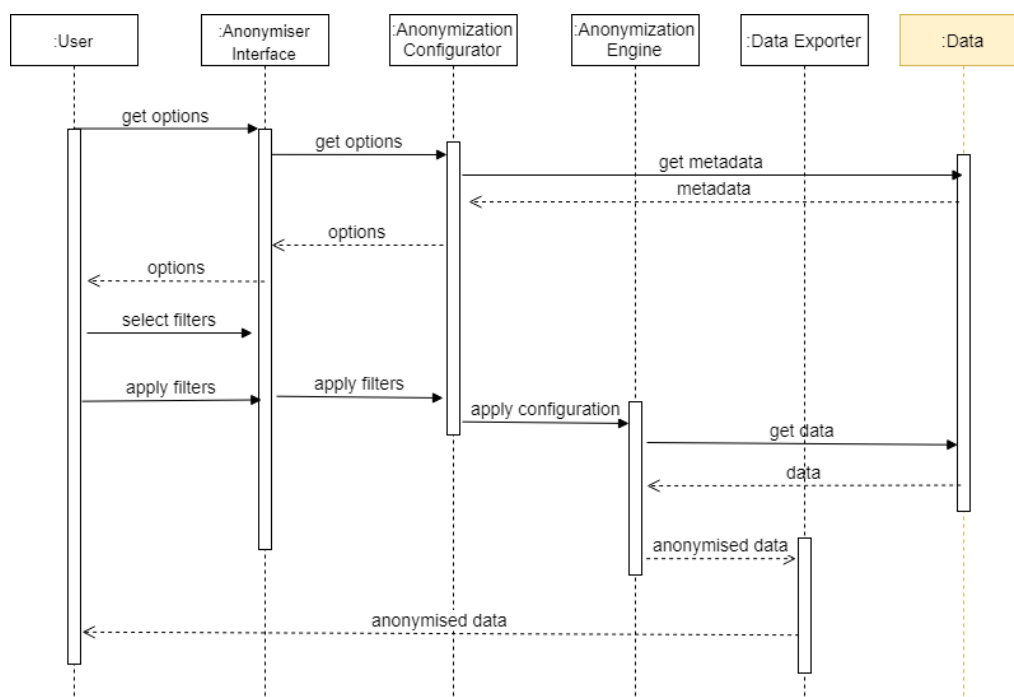 :User
:Anonymiser
Interface
:Anonymization
Configurator
:Anonymization
Engine
:Data Exporter
:Data
get options
get options
get metadata
metadata
options
options
select filters
apply filters
apply filters
apply configuration
get data
data
anonymised data
anonymised data